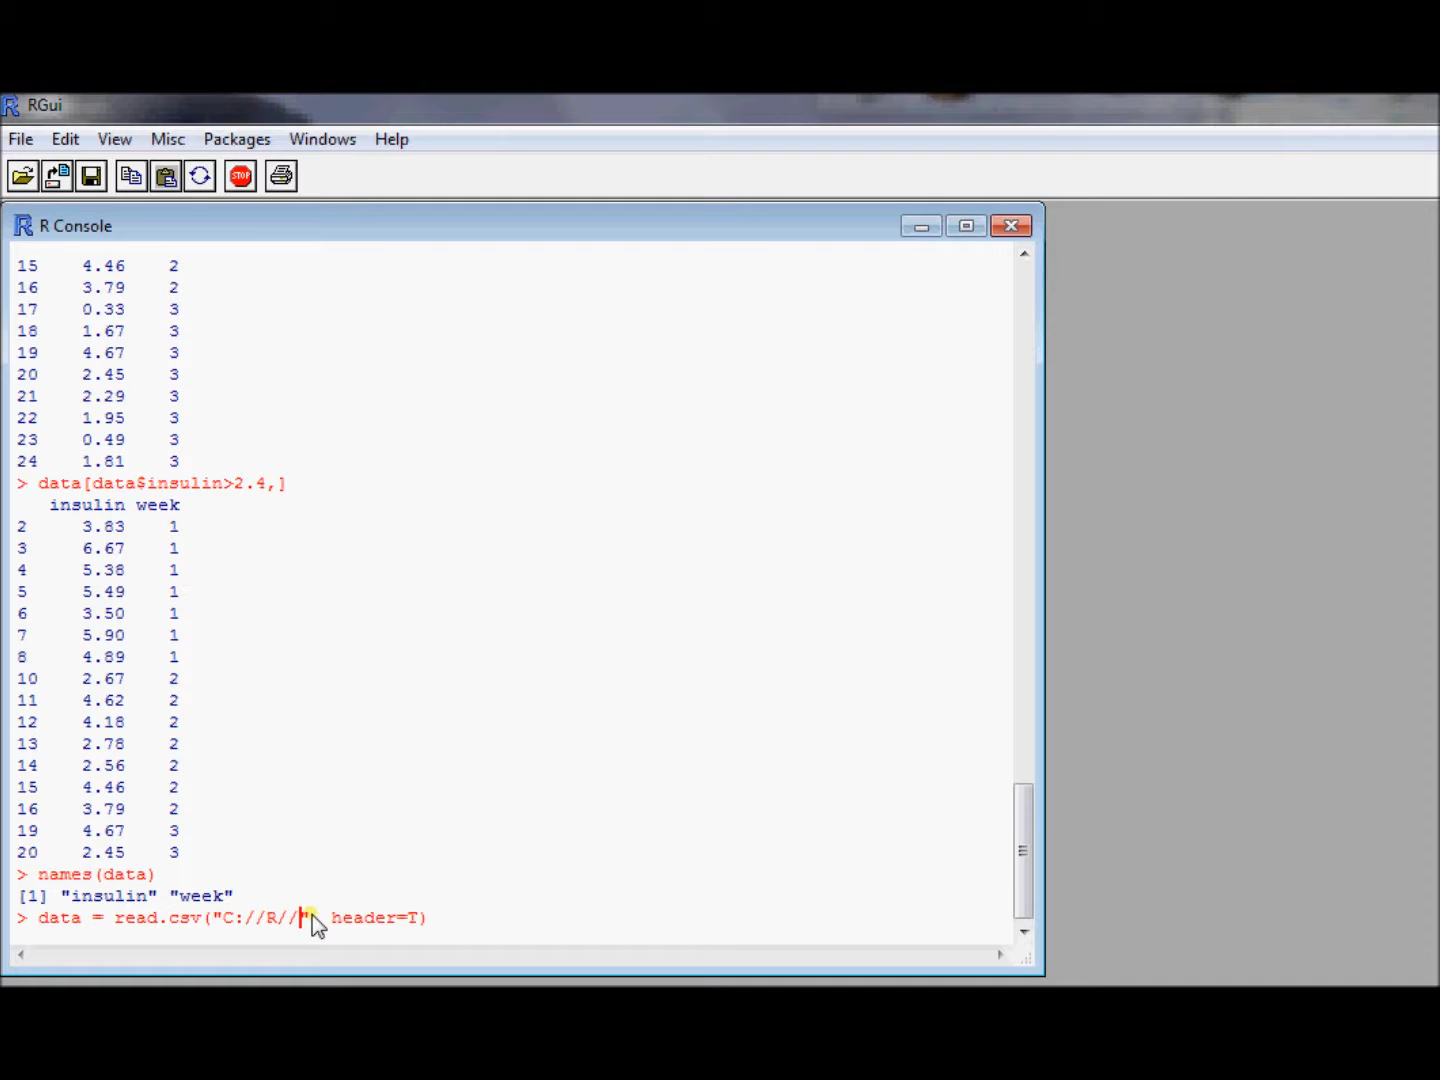 RGui
File Edit View Misc Packages Windows Help
STOP
R Console
15 4.46 2
16 3.79 2
17 0.33 3
18 1.67 3
19 4.67 3
20 2.45 3
21 2.29 3
22 1.95 3
23 0.49 3
24 1.81 3
> data[data$insulin>2.4,]
insulin week
2 3.83 1
3 6.67 1
4 5.38 1
5 5.49 1
6 3.50 1
7 5.90 1
8 4.89 1
10 2.67 2
11 4.62 2
12 4.18 2
13 2.78 2
14 2.56 2
15 4.46 2
16 3.79 2
19 4.67 3
20 2.45 3
> names(data)
[1] "insulin" "week"
> data = read.csv("C://R//" header=T)